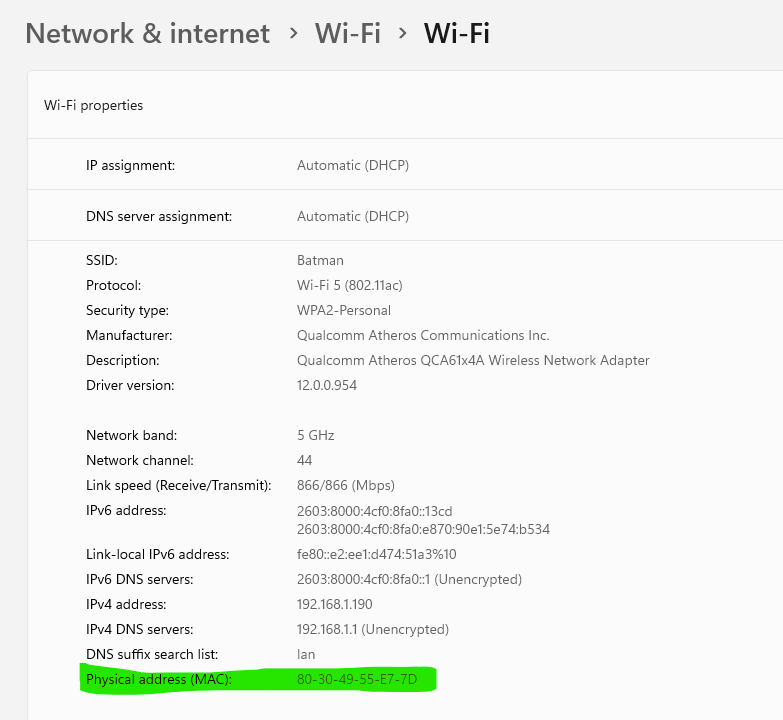 Network & internet > Wi-Fi > Wi-Fi
Wi-Fi properties
IP assignment: Automatic (DHCP)
DNS server assignment: Automatic (DHCP)
SSID: Batman
Protocol: Wi-Fi 5 (802.11ac)
Security type: WPA2-Personal
Manufacturer: Qualcomm Atheros Communications Inc.
Description: Qualcomm Atheros QCA61x4A Wireless Network Adapter
Driver version: 12.0.0.954
Network band: 5 GHz
Network channel: 44
Link speed (Receive/Transmit): 866/866 (Mbps)
IPv6 address: 2603:8000:4cf0:8fa0::13cd
2603:8000:4cf0:8fa0:e870:90e1:5e74:b534
Link-local IPv6 address: fe80::e2:ee1:d474:51a3%10
IPv6 DNS servers: 2603:8000:4cf0:8fa0::1 (Unencrypted)
IPv4 address: 192.168.1.190
IPv4 DNS servers: 192.168.1.1 (Unencrypted)
DNS suffix search list: lan
Physical address (MAC): 80-30-49-55-E7-7D